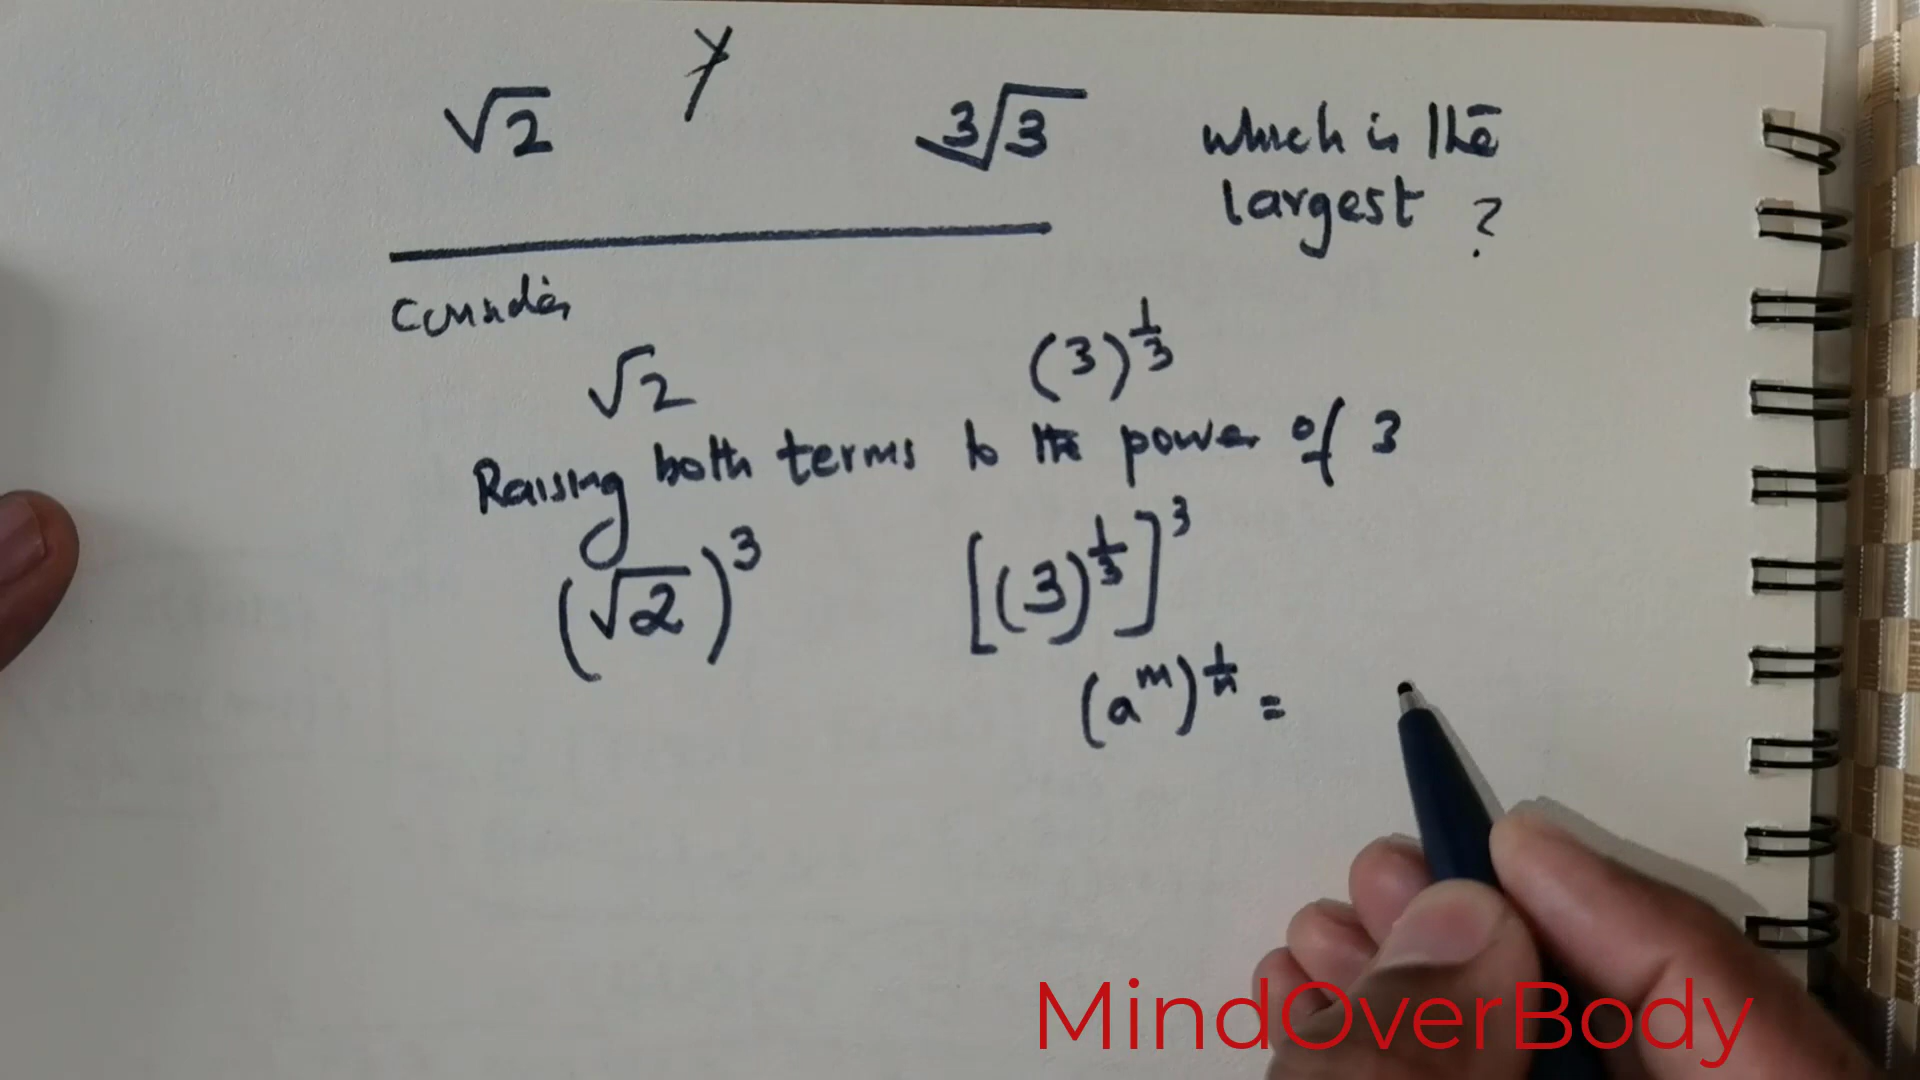 √2 y ∛3 which is the
largest ?
Consider
√2 (3)^(1/3)
Raising both terms to the power of 3
(√2)^3 [(3)^(1/3)]^3
(a^m)^(1/n) =
MindOverBody